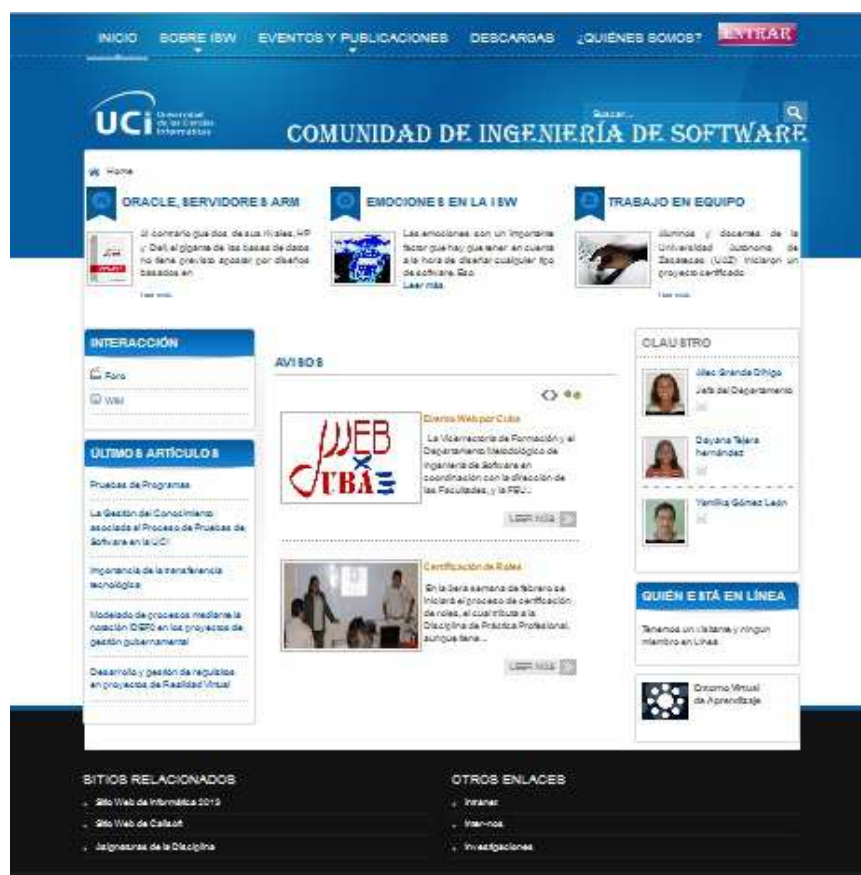 INICIO
SOBRE ISW
EVENTOS Y PUBLICACIONES
DESCARGAS
¿QUIÉNES SOMOS?
ENTRAR
UCi
Universidad
de las Ciencias
Informáticas
Buscar...
COMUNIDAD DE INGENIERÍA DE SOFTWARE
Home
ORACLE, SERVIDORES ARM
Al contrario que dos de sus rivales, HP
y Dell, el gigante de las bases de datos
no tiene previsto apostar por diseños
basados en
Leer más
EMOCIONES EN LA ISW
Las emociones son un importante
factor que hay que tener en cuenta
a la hora de diseñar cualquier tipo
de software. Eso
Leer más
TRABAJO EN EQUIPO
Alumnos y docentes de la
Universidad Autónoma de
Zacatecas (UAZ) iniciaron un
proyecto certificado
Leer más
INTERACCIÓN
Foro
Wiki
ÚLTIMOS ARTÍCULOS
Pruebas de Programas
La Gestión del Conocimiento
asociada al Proceso de Pruebas de
Software en la UCI
Importancia de la transferencia
tecnológica
Modelado de procesos mediante la
notación IDEF0 en los proyectos de
gestión gubernamental
Desarrollo y gestión de requisitos
en proyectos de Realidad Virtual
AVISOS
WEB
x
CUBA
Evento Web por Cuba
La Vicerrectoría de Formación y el
Departamento Metodológico de
Ingeniería de Software en
coordinación con la dirección de
las Facultades, y la FEU...
Leer más
Certificación de Roles
En la 3era semana de febrero se
iniciará el proceso de certificación
de roles, el cual tributa a la
Disciplina de Práctica Profesional,
aunque tiene...
Leer más
CLAUSTRO
Grande Dihigo
Jefa del Departamento
Dayana Tejera
hernández
Gómez León
QUIÉN ESTÁ EN LÍNEA
Tenemos un visitante y ningún
miembro en Línea
Entorno Virtual
de Aprendizaje
SITIOS RELACIONADOS
Sitio Web de Informática 2013
Sitio Web de Calisoft
Asignaturas de la Disciplina
OTROS ENLACES
Intranet
Inter-nos
Investigaciones